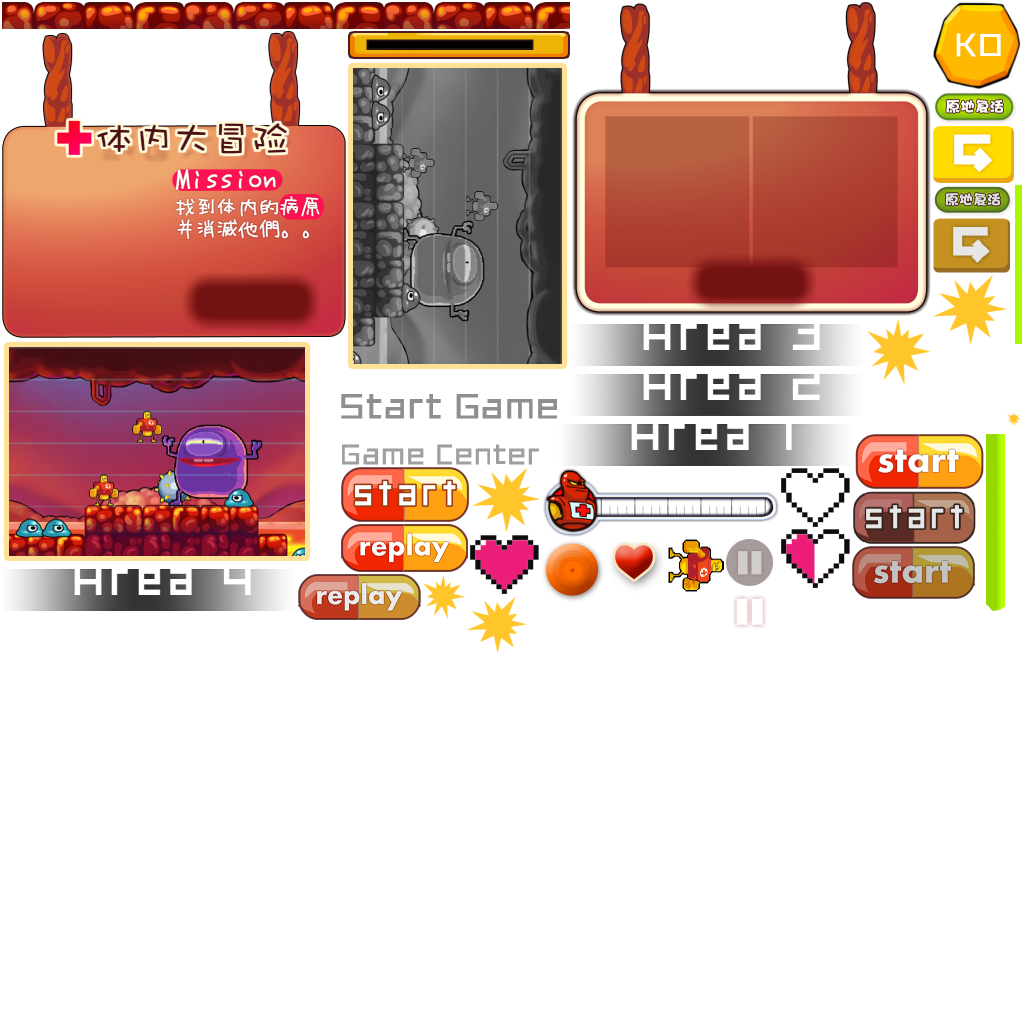 KO
原地复活
原地复活
体内大冒险
Mission
找到体内的病原
并消滅他們。。
Area 3
Area 2
Area 1
Start Game
Game Center
start
start
replay
start
start
Area 4
replay